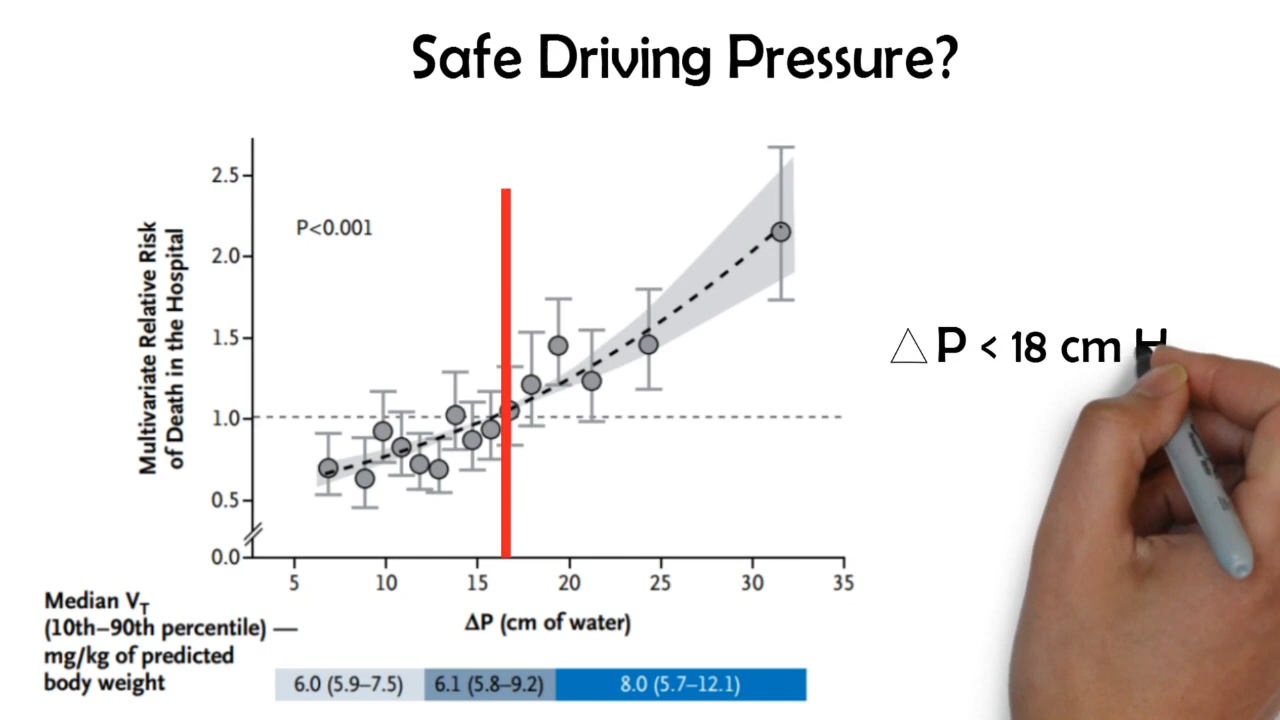 Safe Driving Pressure?
Multivariate Relative Risk
of Death in the Hospital
2.5
2.0
1.5
1.0
0.5
0.0
P<0.001
5 10 15 20 25 30 35
ΔP (cm of water)
△ P < 18 cm H
Median VT
(10th–90th percentile) —
mg/kg of predicted
body weight
6.0 (5.9–7.5) 6.1 (5.8–9.2) 8.0 (5.7–12.1)